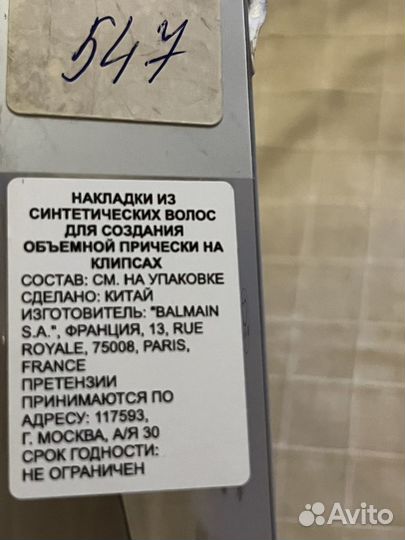 547
НАКЛАДКИ ИЗ
СИНТЕТИЧЕСКИХ ВОЛОС
ДЛЯ СОЗДАНИЯ
ОБЪЕМНОЙ ПРИЧЕСКИ НА
КЛИПСАХ
СОСТАВ: СМ. НА УПАКОВКЕ
СДЕЛАНО: КИТАЙ
ИЗГОТОВИТЕЛЬ: "BALMAIN
S.A.", ФРАНЦИЯ, 13, RUE
ROYALE, 75008, PARIS,
FRANCE
ПРЕТЕНЗИИ
ПРИНИМАЮТСЯ ПО
АДРЕСУ: 117593,
Г. МОСКВА, А/Я 30
СРОК ГОДНОСТИ:
НЕ ОГРАНИЧЕН
Avito